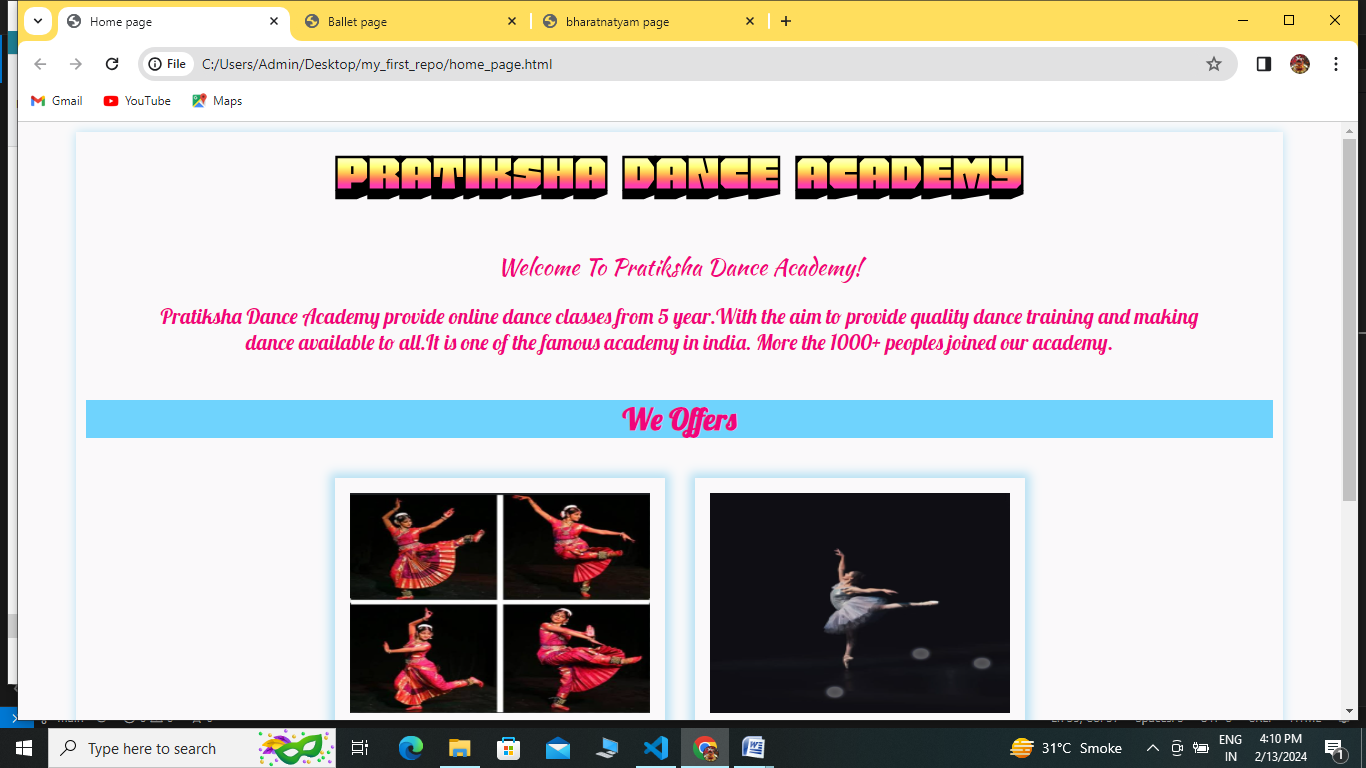 Home page
Ballet page
bharatnatyam page
File
C:/Users/Admin/Desktop/my_first_repo/home_page.html
Gmail
YouTube
Maps
PRATIKSHA DANCE ACADEMY
Welcome To Pratiksha Dance Academy!
Pratiksha Dance Academy provide online dance classes from 5 year.With the aim to provide quality dance training and making
dance available to all.It is one of the famous academy in india. More the 1000+ peoples joined our academy.
We Offers
Type here to search
31°C Smoke
ENG
IN
4:10 PM
2/13/2024
1